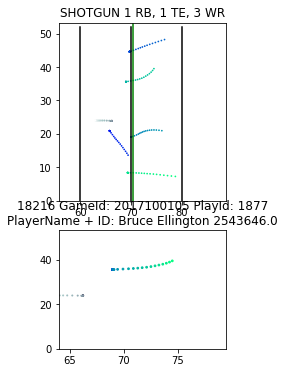 SHOTGUN 1 RB, 1 TE, 3 WR
50
40
30
20
10
0
60 70 80
18216 GameId: 2017100105 PlayId: 1877
PlayerName + ID: Bruce Ellington 2543646.0
40
20
0
65 70 75